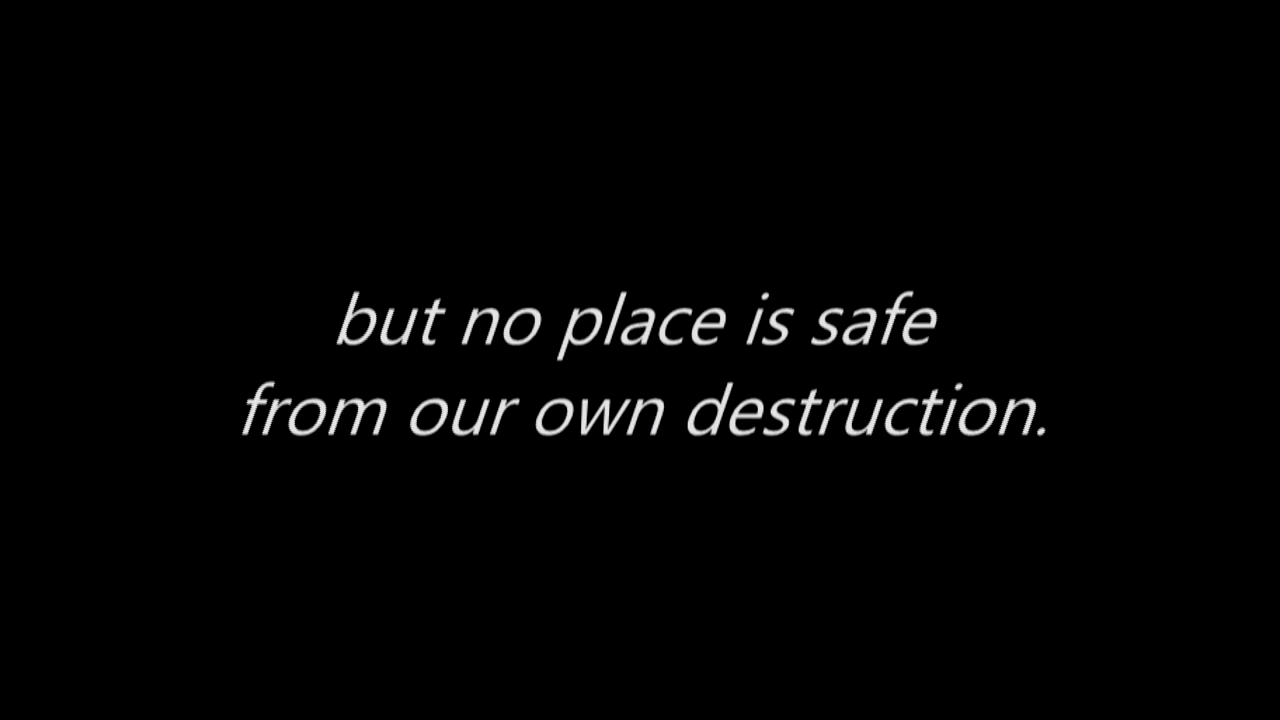 but no place is safe
from our own destruction.